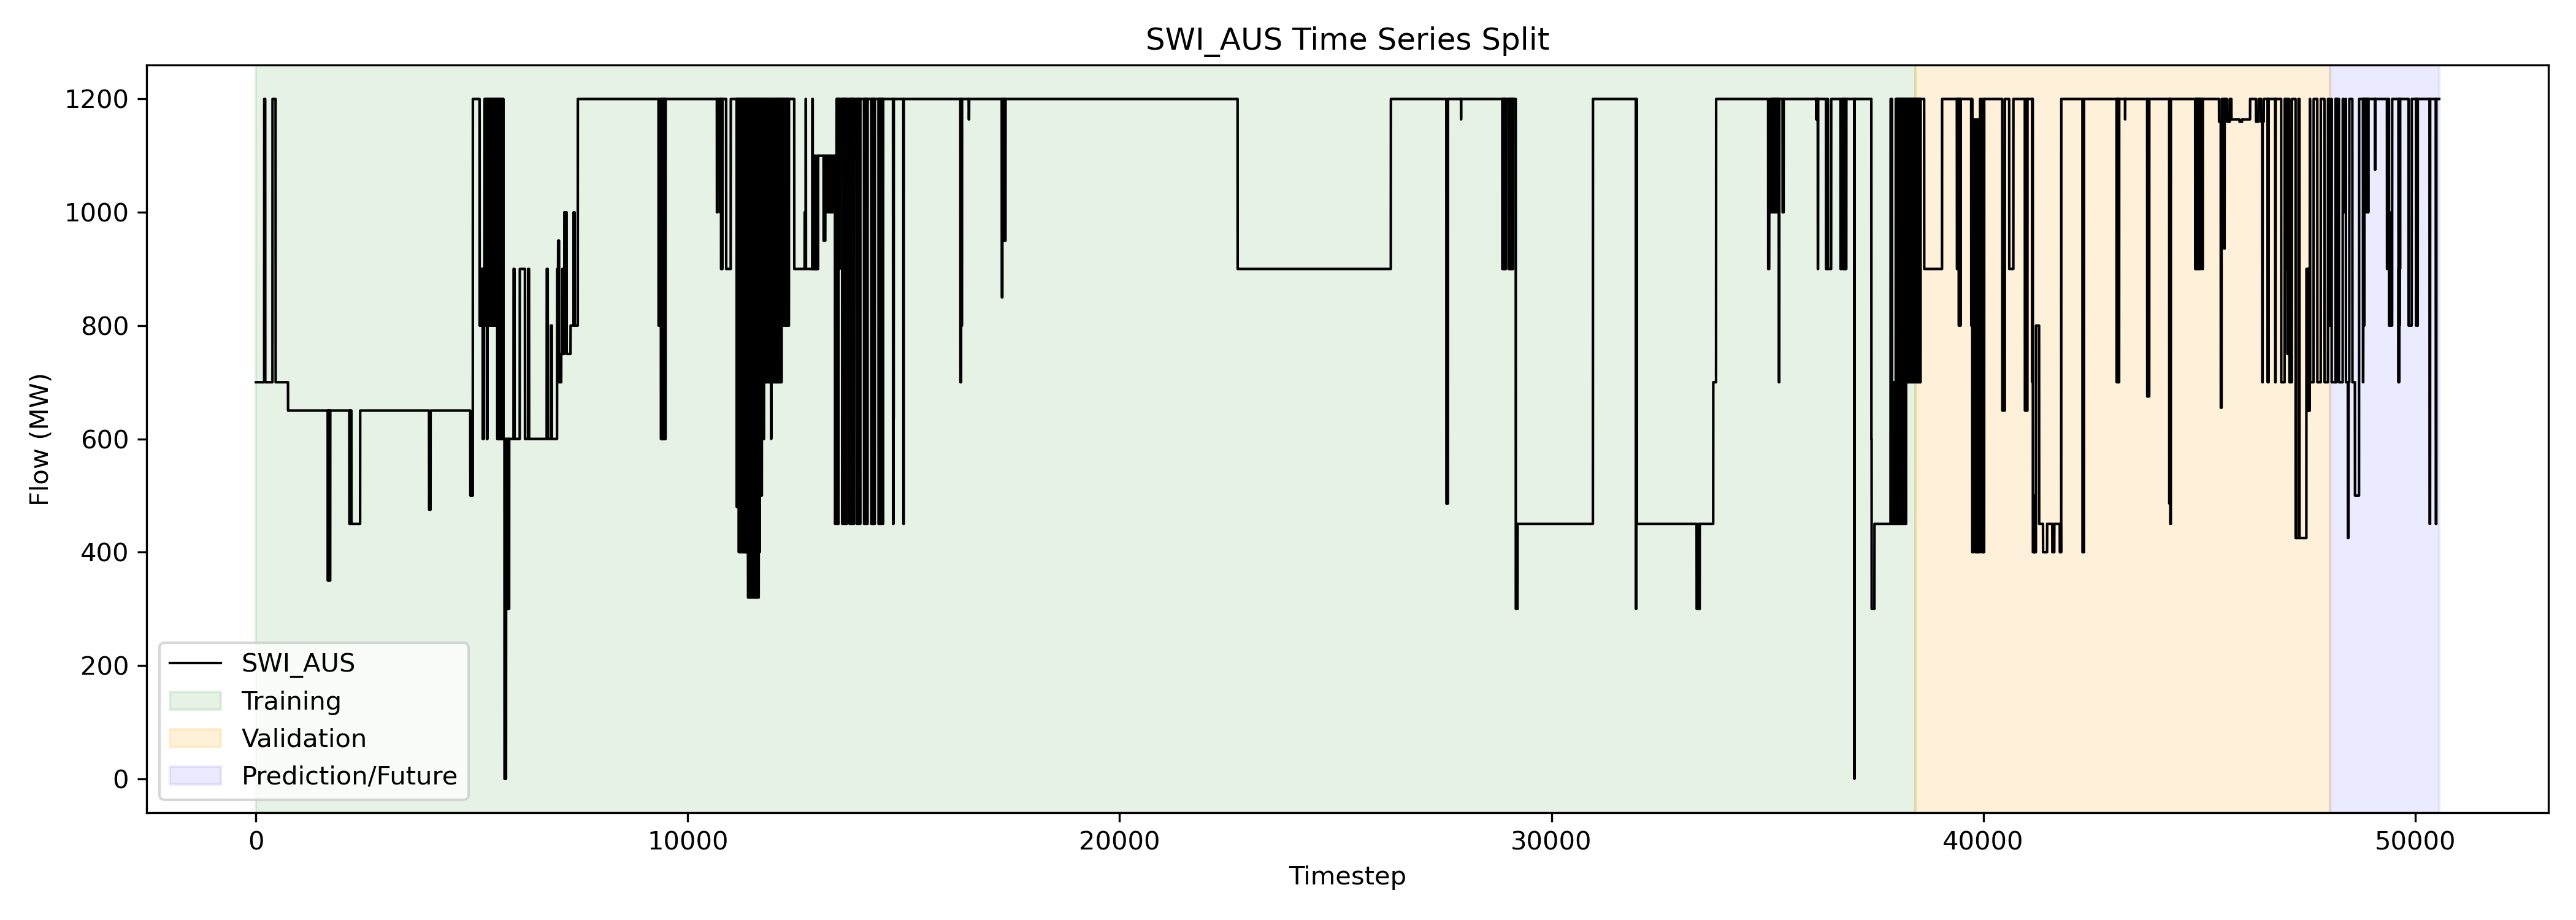 SWI_AUS Time Series Split
Flow (MW)
1200
1000
800
600
400
200
0
SWI_AUS
Training
Validation
Prediction/Future
0
10000
20000
30000
40000
50000
Timestep